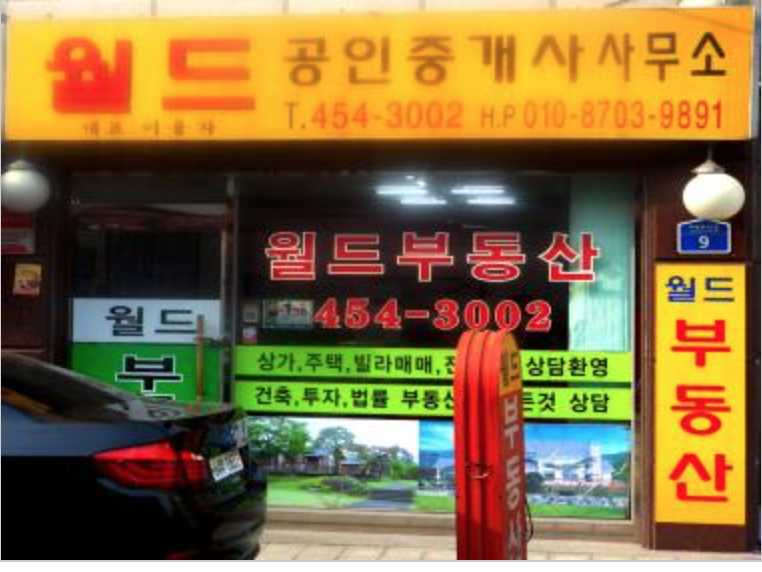 월드 공인중개사사무소
T.454-3002 H.P 010-8703-9891
월드부동산
454-3002
상가,주택,빌라매매, 상담환영
건축,투자,법률 상담
월드
부
월드
부동산
9
월드
부동산